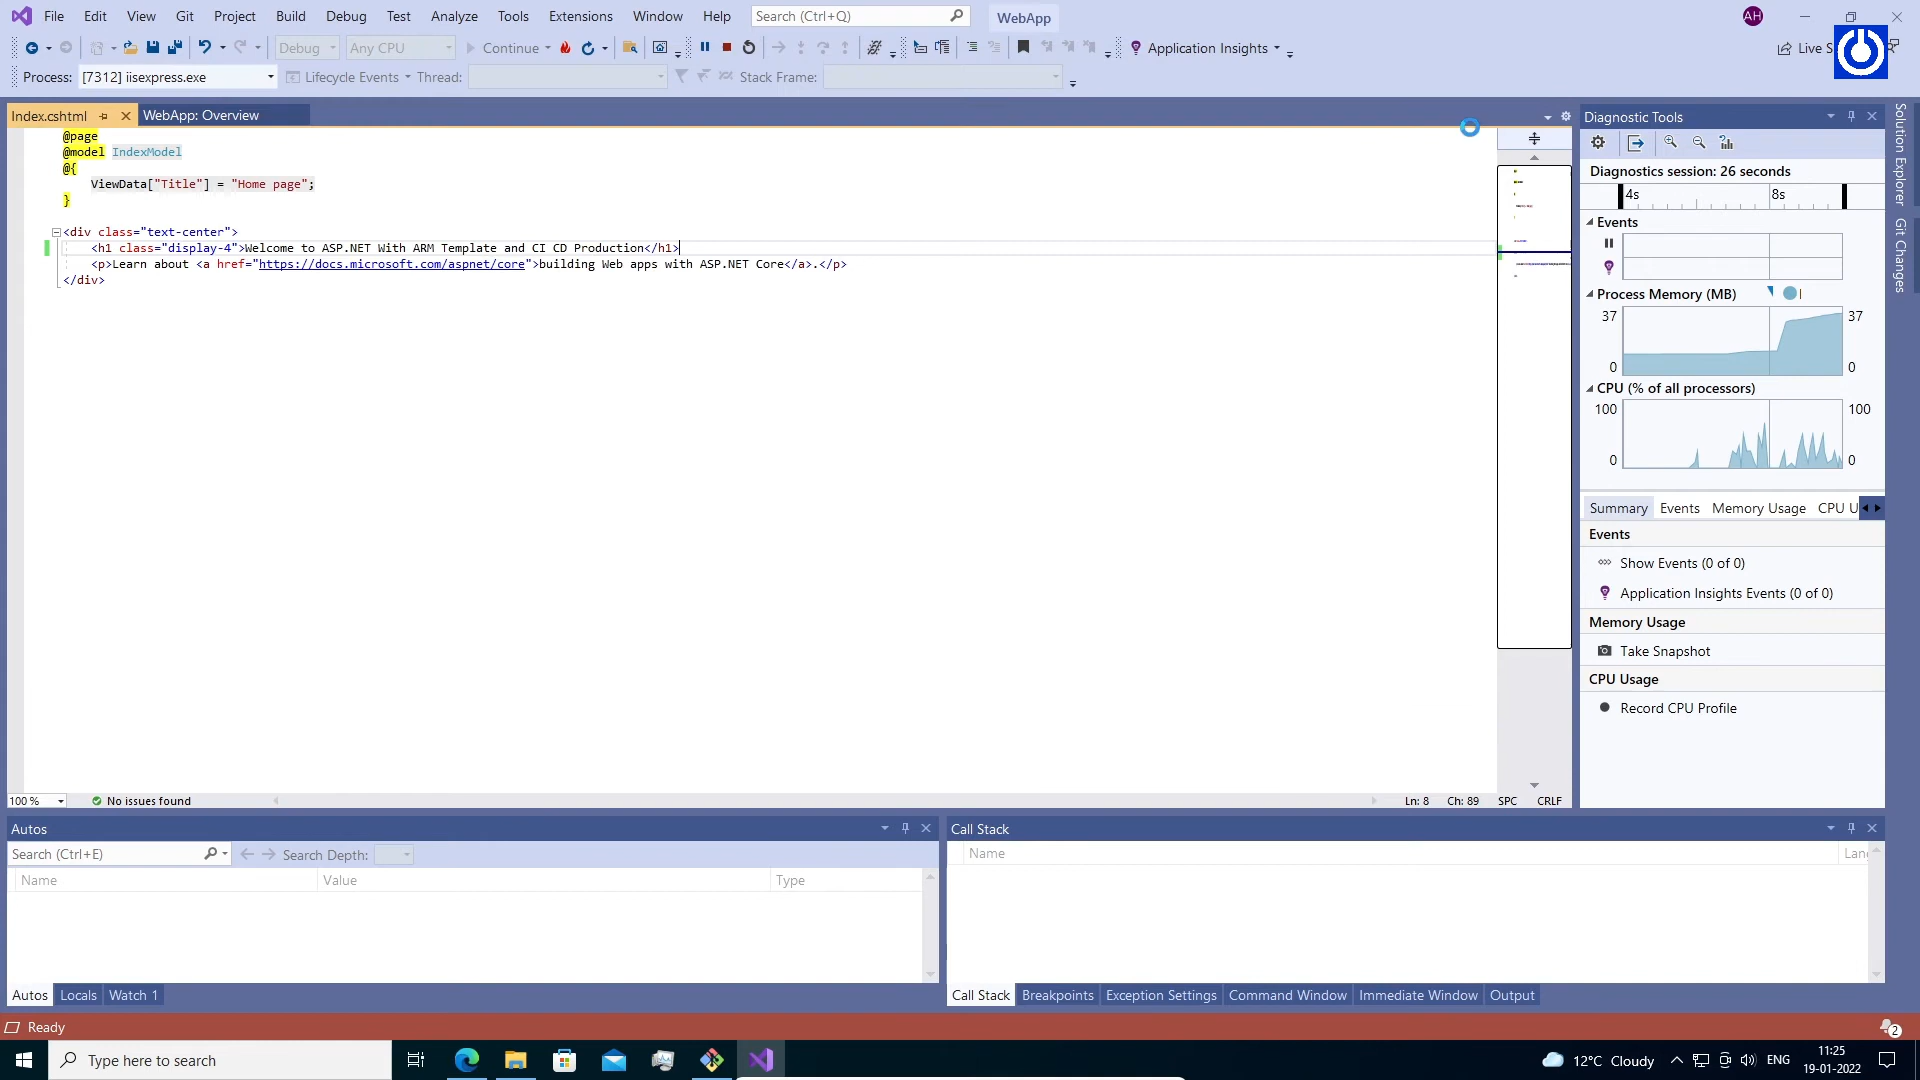 File Edit View Git Project Build Debug Test Analyze Tools Extensions Window Help Search (Ctrl+Q) WebApp AH
Debug Any CPU Continue Application Insights Live S
Process: [7312] iisexpress.exe Lifecycle Events Thread: Stack Frame:
Index.cshtml WebApp: Overview
@page
@model IndexModel
@{
ViewData["Title"] = "Home page";
}
<div class="text-center">
<h1 class="display-4">Welcome to ASP.NET With ARM Template and CI CD Production</h1>
<p>Learn about <a href="https://docs.microsoft.com/aspnet/core">building Web apps with ASP.NET Core</a>.</p>
</div>
100 % No issues found Ln: 8 Ch: 89 SPC CRLF
Diagnostic Tools
Diagnostics session: 26 seconds
4s 8s
Events
Process Memory (MB)
37 37
0 0
CPU (% of all processors)
100 100
0 0
Summary Events Memory Usage CPU U
Events
Show Events (0 of 0)
Application Insights Events (0 of 0)
Memory Usage
Take Snapshot
CPU Usage
Record CPU Profile
Solution Explorer
Git Changes
Autos
Search (Ctrl+E) Search Depth:
Name Value Type
Autos Locals Watch 1
Call Stack
Name Lang
Call Stack Breakpoints Exception Settings Command Window Immediate Window Output
Ready 2
Type here to search 12°C Cloudy ENG 11:25
19-01-2022